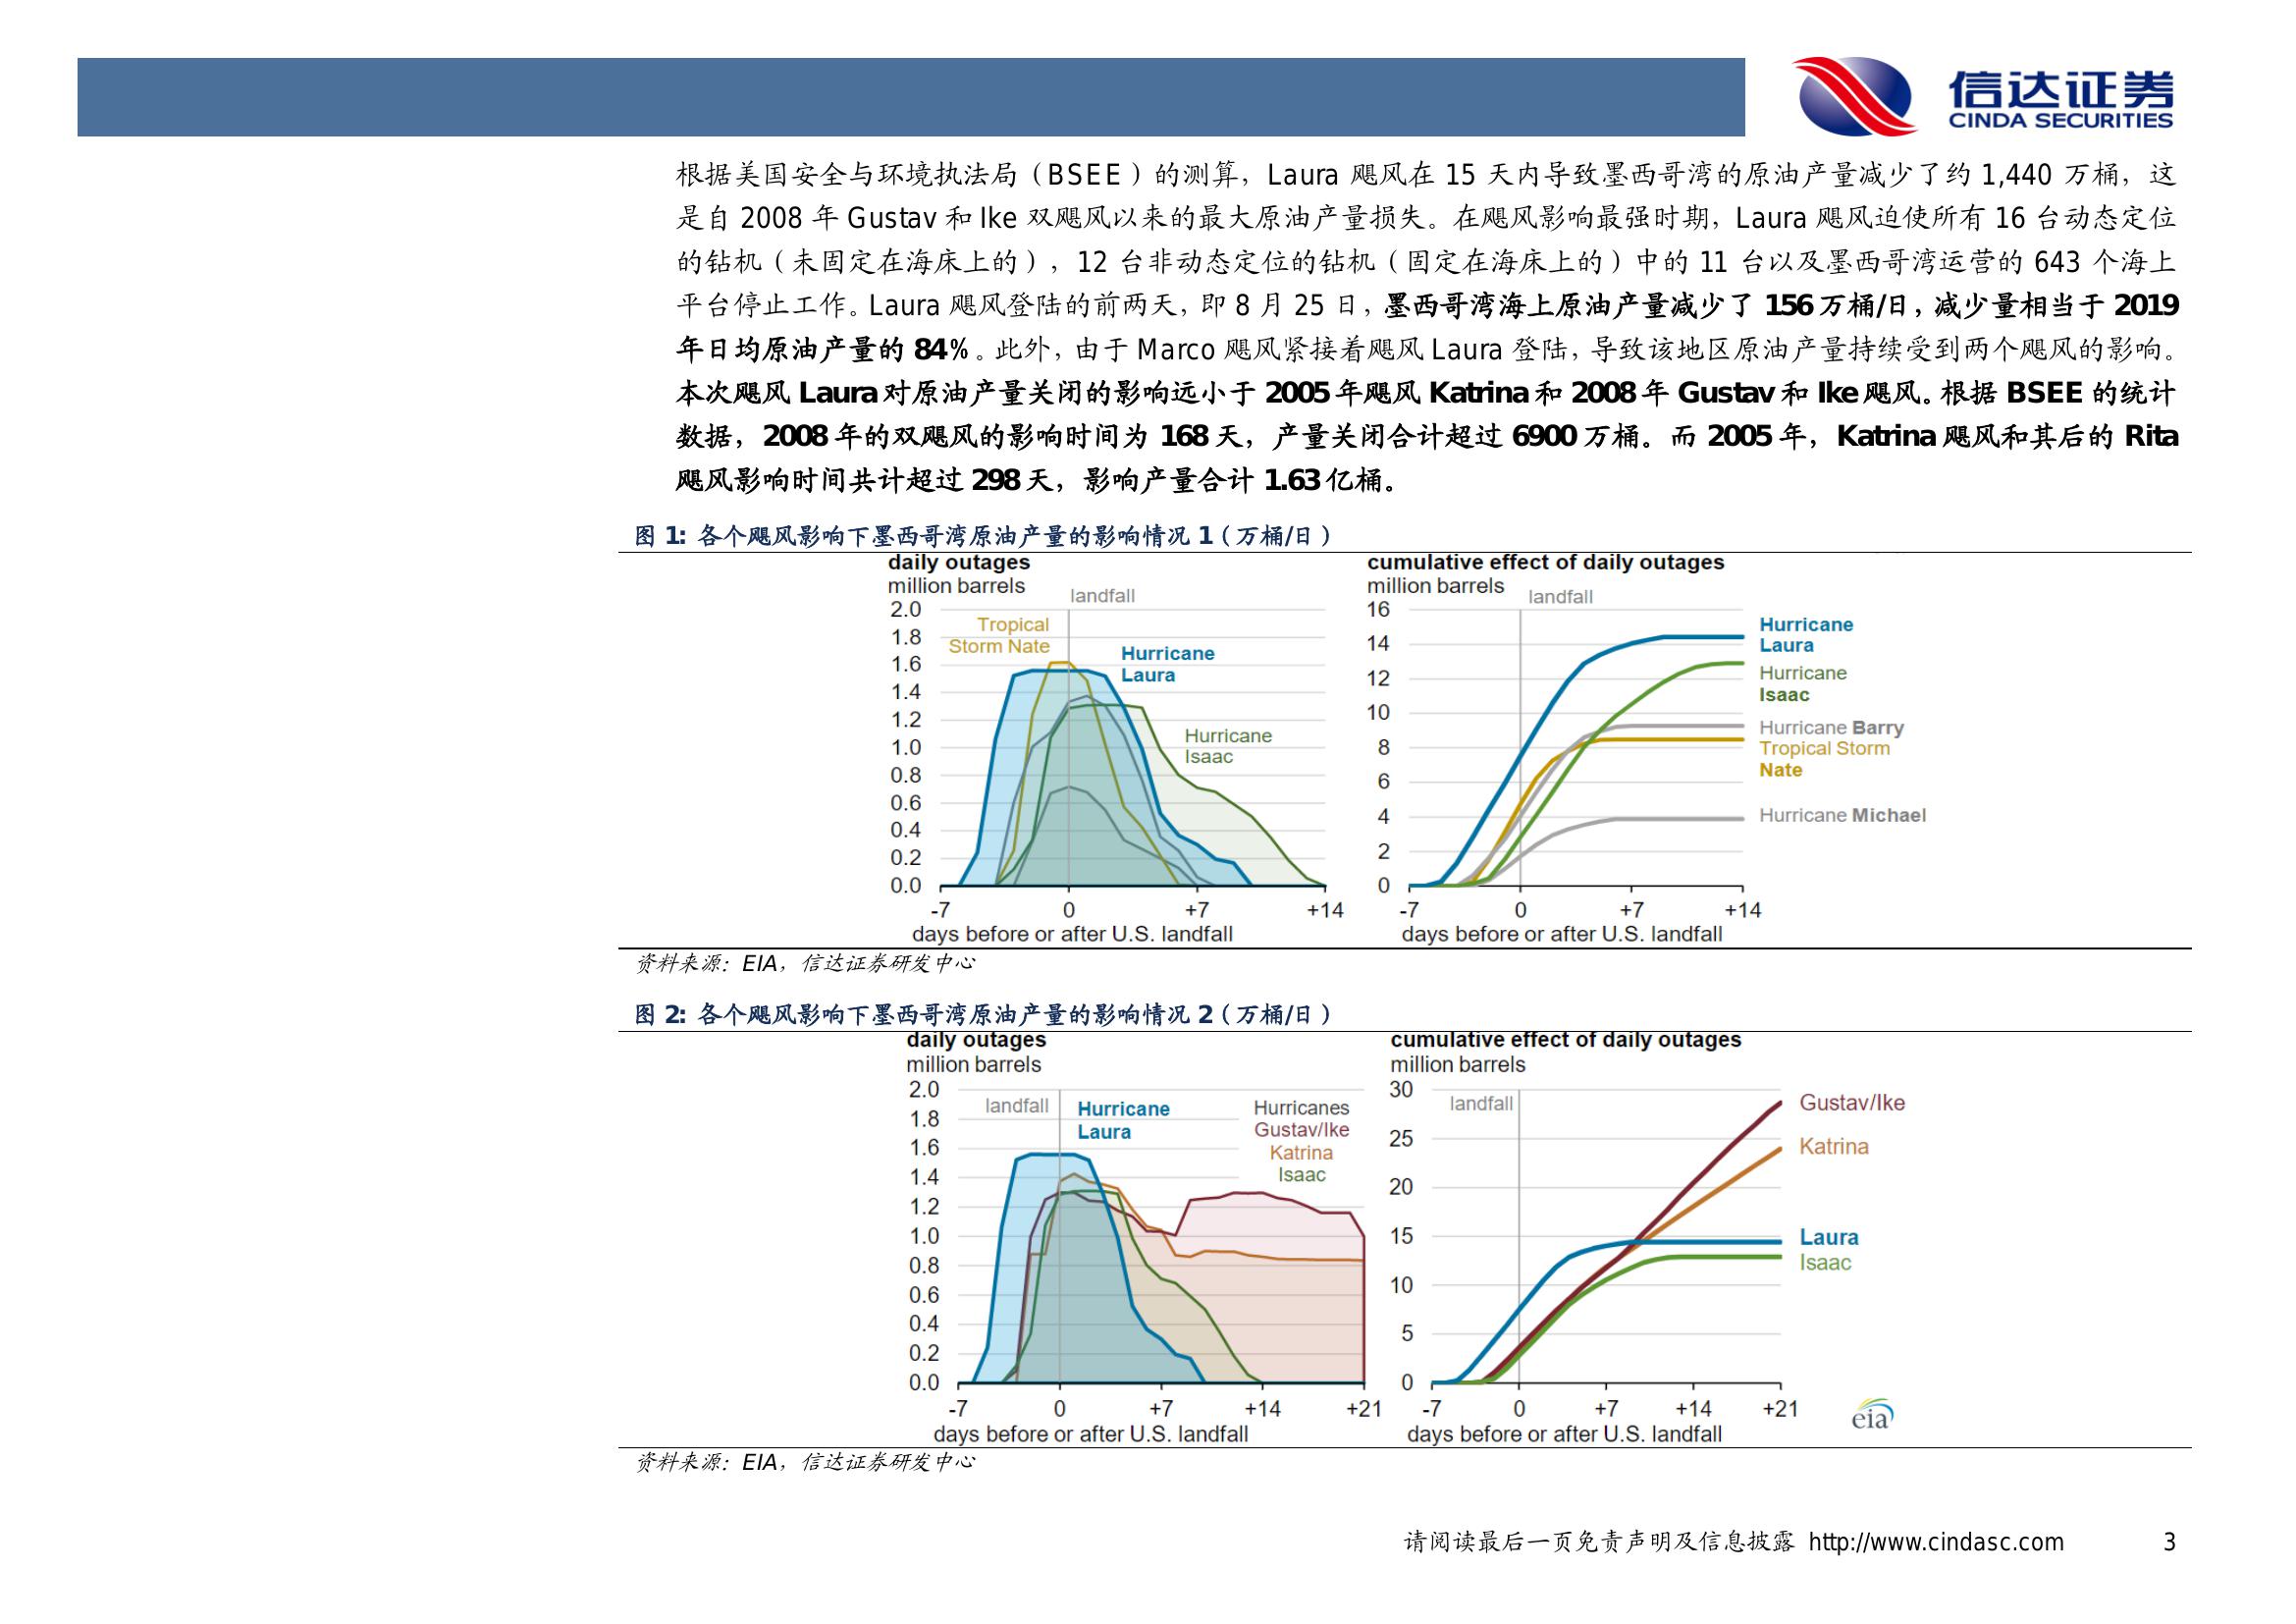 信达证券
CINDA SECURITIES
根据美国安全与环境执法局（BSEE）的测算，Laura 飓风在 15 天内导致墨西哥湾的原油产量减少了约 1,440 万桶，这
是自 2008 年 Gustav 和 Ike 双飓风以来的最大原油产量损失。在飓风影响最强时期，Laura 飓风迫使所有 16 台动态定位
的钻机（未固定在海床上的），12 台非动态定位的钻机（固定在海床上的）中的 11 台以及墨西哥湾运营的 643 个海上
平台停止工作。Laura 飓风登陆的前两天，即 8 月 25 日，墨西哥湾海上原油产量减少了 156 万桶/日，减少量相当于 2019
年日均原油产量的 84%。此外，由于 Marco 飓风紧接着飓风 Laura 登陆，导致该地区原油产量持续受到两个飓风的影响。
本次飓风 Laura 对原油产量关闭的影响远小于 2005 年飓风 Katrina 和 2008 年 Gustav 和 Ike 飓风。根据 BSEE 的统计
数据，2008 年的双飓风的影响时间为 168 天，产量关闭合计超过 6900 万桶。而 2005 年，Katrina 飓风和其后的 Rita
飓风影响时间共计超过 298 天，影响产量合计 1.63 亿桶。
图 1: 各个飓风影响下墨西哥湾原油产量的影响情况 1（万桶/日）
daily outages
million barrels
landfall
2.0
1.8
1.6
1.4
1.2
1.0
0.8
0.6
0.4
0.2
0.0
Tropical
Storm Nate
Hurricane
Laura
Hurricane
Isaac
-7 0 +7 +14
days before or after U.S. landfall
cumulative effect of daily outages
million barrels
landfall
16
14
12
10
8
6
4
2
0
Hurricane
Laura
Hurricane
Isaac
Hurricane Barry
Tropical Storm
Nate
Hurricane Michael
-7 0 +7 +14
days before or after U.S. landfall
资料来源：EIA，信达证券研发中心
图 2: 各个飓风影响下墨西哥湾原油产量的影响情况 2（万桶/日）
daily outages
million barrels
2.0
1.8
1.6
1.4
1.2
1.0
0.8
0.6
0.4
0.2
0.0
landfall
Hurricane
Laura
Hurricanes
Gustav/Ike
Katrina
Isaac
-7 0 +7 +14 +21
days before or after U.S. landfall
cumulative effect of daily outages
million barrels
30
25
20
15
10
5
0
landfall
Gustav/Ike
Katrina
Laura
Isaac
-7 0 +7 +14 +21
days before or after U.S. landfall
eia
资料来源：EIA，信达证券研发中心
请阅读最后一页免责声明及信息披露 http://www.cindasc.com 3